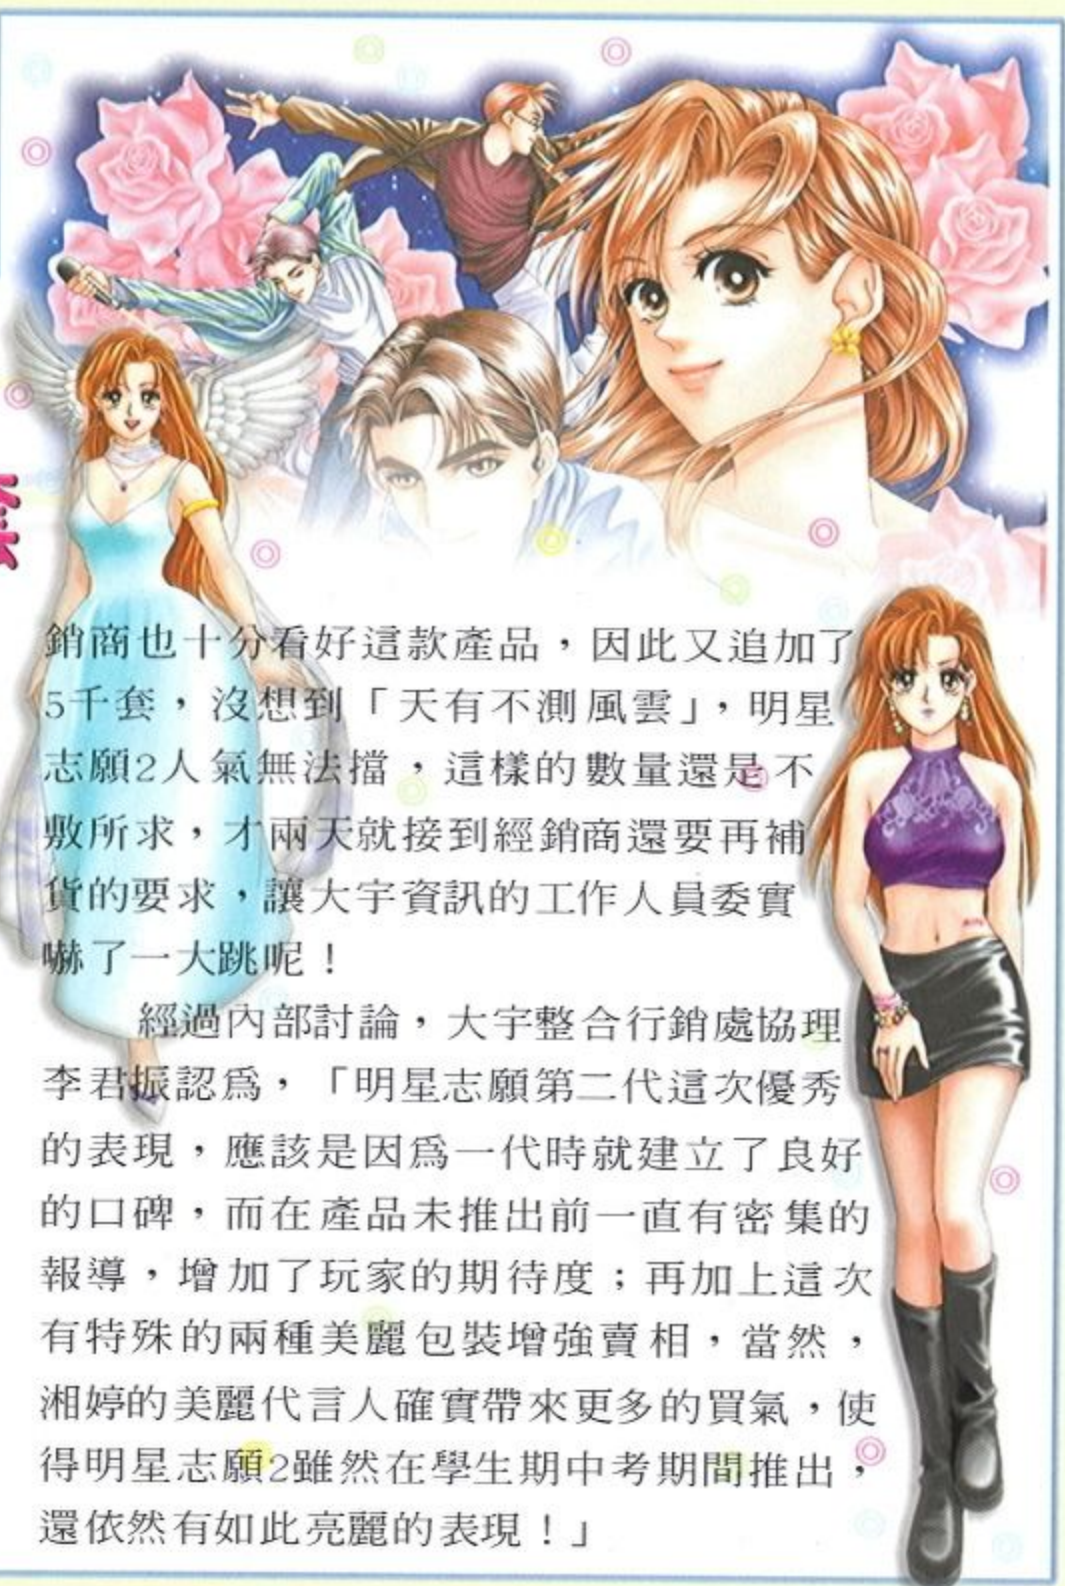 銷商也十分看好這款產品，因此又追加了
5千套，沒想到「天有不測風雲」，明星
志願2人氣無法擋，這樣的數量還是不
敷所求，才兩天就接到經銷商還要再補
貨的要求，讓大宇資訊的工作人員委實
嚇了一大跳呢！
經過內部討論，大宇整合行銷處協理
李君振認為，「明星志願第二代這次優秀
的表現，應該是因為一代時就建立了良好
的口碑，而在產品未推出前一直有密集的
報導，增加了玩家的期待度；再加上這次
有特殊的兩種美麗包裝增強賣相，當然，
湘婷的美麗代言人確實帶來更多的買氣，使
得明星志願2雖然在學生期中考期間推出，
還依然有如此亮麗的表現！」